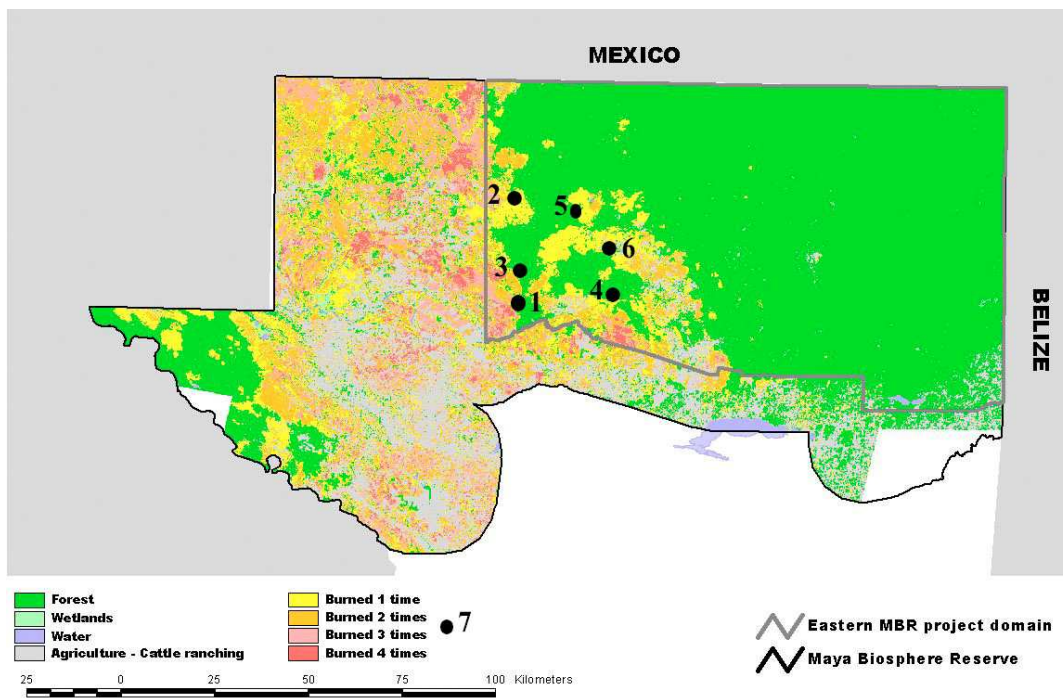 MEXICO
2
5
6
3
4
1
BELIZE
Forest
Wetlands
Water
Agriculture - Cattle ranching
Burned 1 time
Burned 2 times
Burned 3 times
Burned 4 times
7
Eastern MBR project domain
Maya Biosphere Reserve
25 0 25 50 75 100 Kilometers